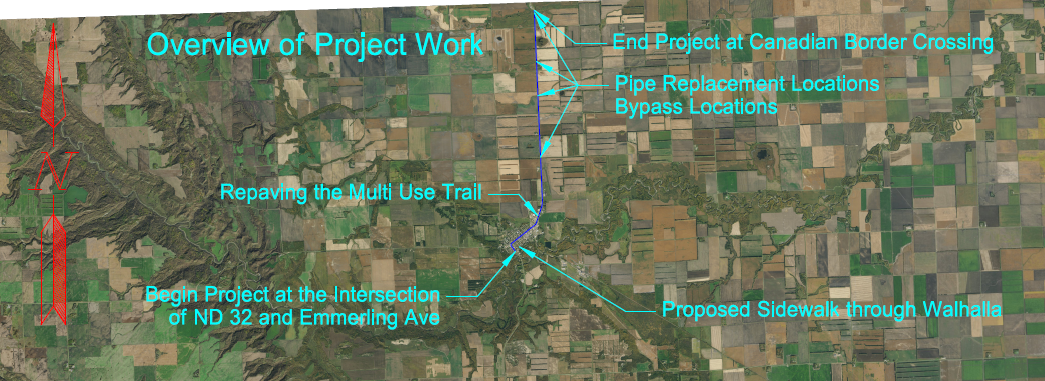 Overview of Project Work
End Project at Canadian Border Crossing
Pipe Replacement Locations
Bypass Locations
Repaving the Multi Use Trail
Begin Project at the Intersection
of ND 32 and Emmerling Ave
Proposed Sidewalk through Walhalla
N